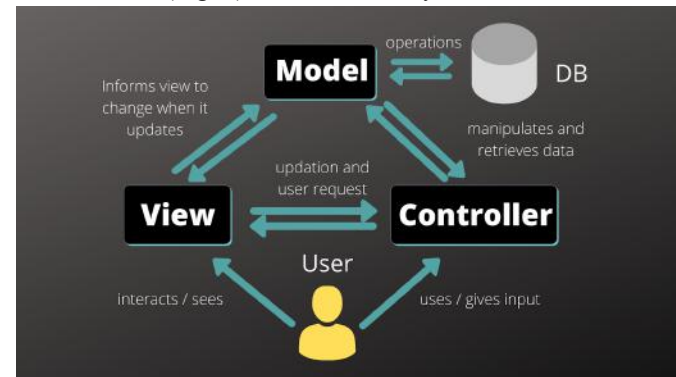 operations
Model
DB
Informs view to
change when it
updates
manipulates and
retrieves data
updation and
user request
View
Controller
User
interacts / sees
uses / gives input